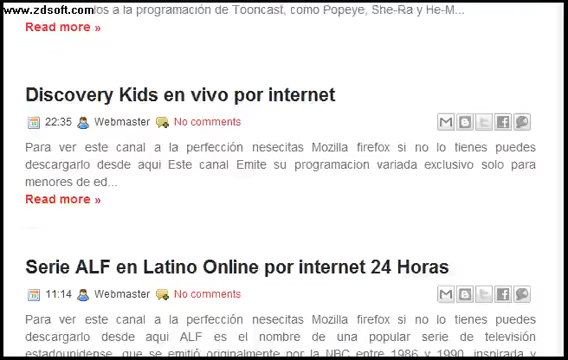 www.zdsoft.com
tos a la programación de Tooncast, como Popeye, She-Ra y He-M...
Read more »
Discovery Kids en vivo por internet
22:35 Webmaster No comments
Para ver este canal a la perfección nesecitas Mozilla firefox si no lo tienes puedes
descargarlo desde aqui Este canal Emite su programacion variada exclusivo solo para
menores de ed...
Read more »
Serie ALF en Latino Online por internet 24 Horas
11:14 Webmaster No comments
Para ver este canal a la perfección nesecitas Mozilla firefox si no lo tienes puedes
descargarlo desde aqui ALF es el nombre de una popular serie de televisión
estadounidense, que se emitió originalmente por la NBC entre 1986 y 1990, inspirada y